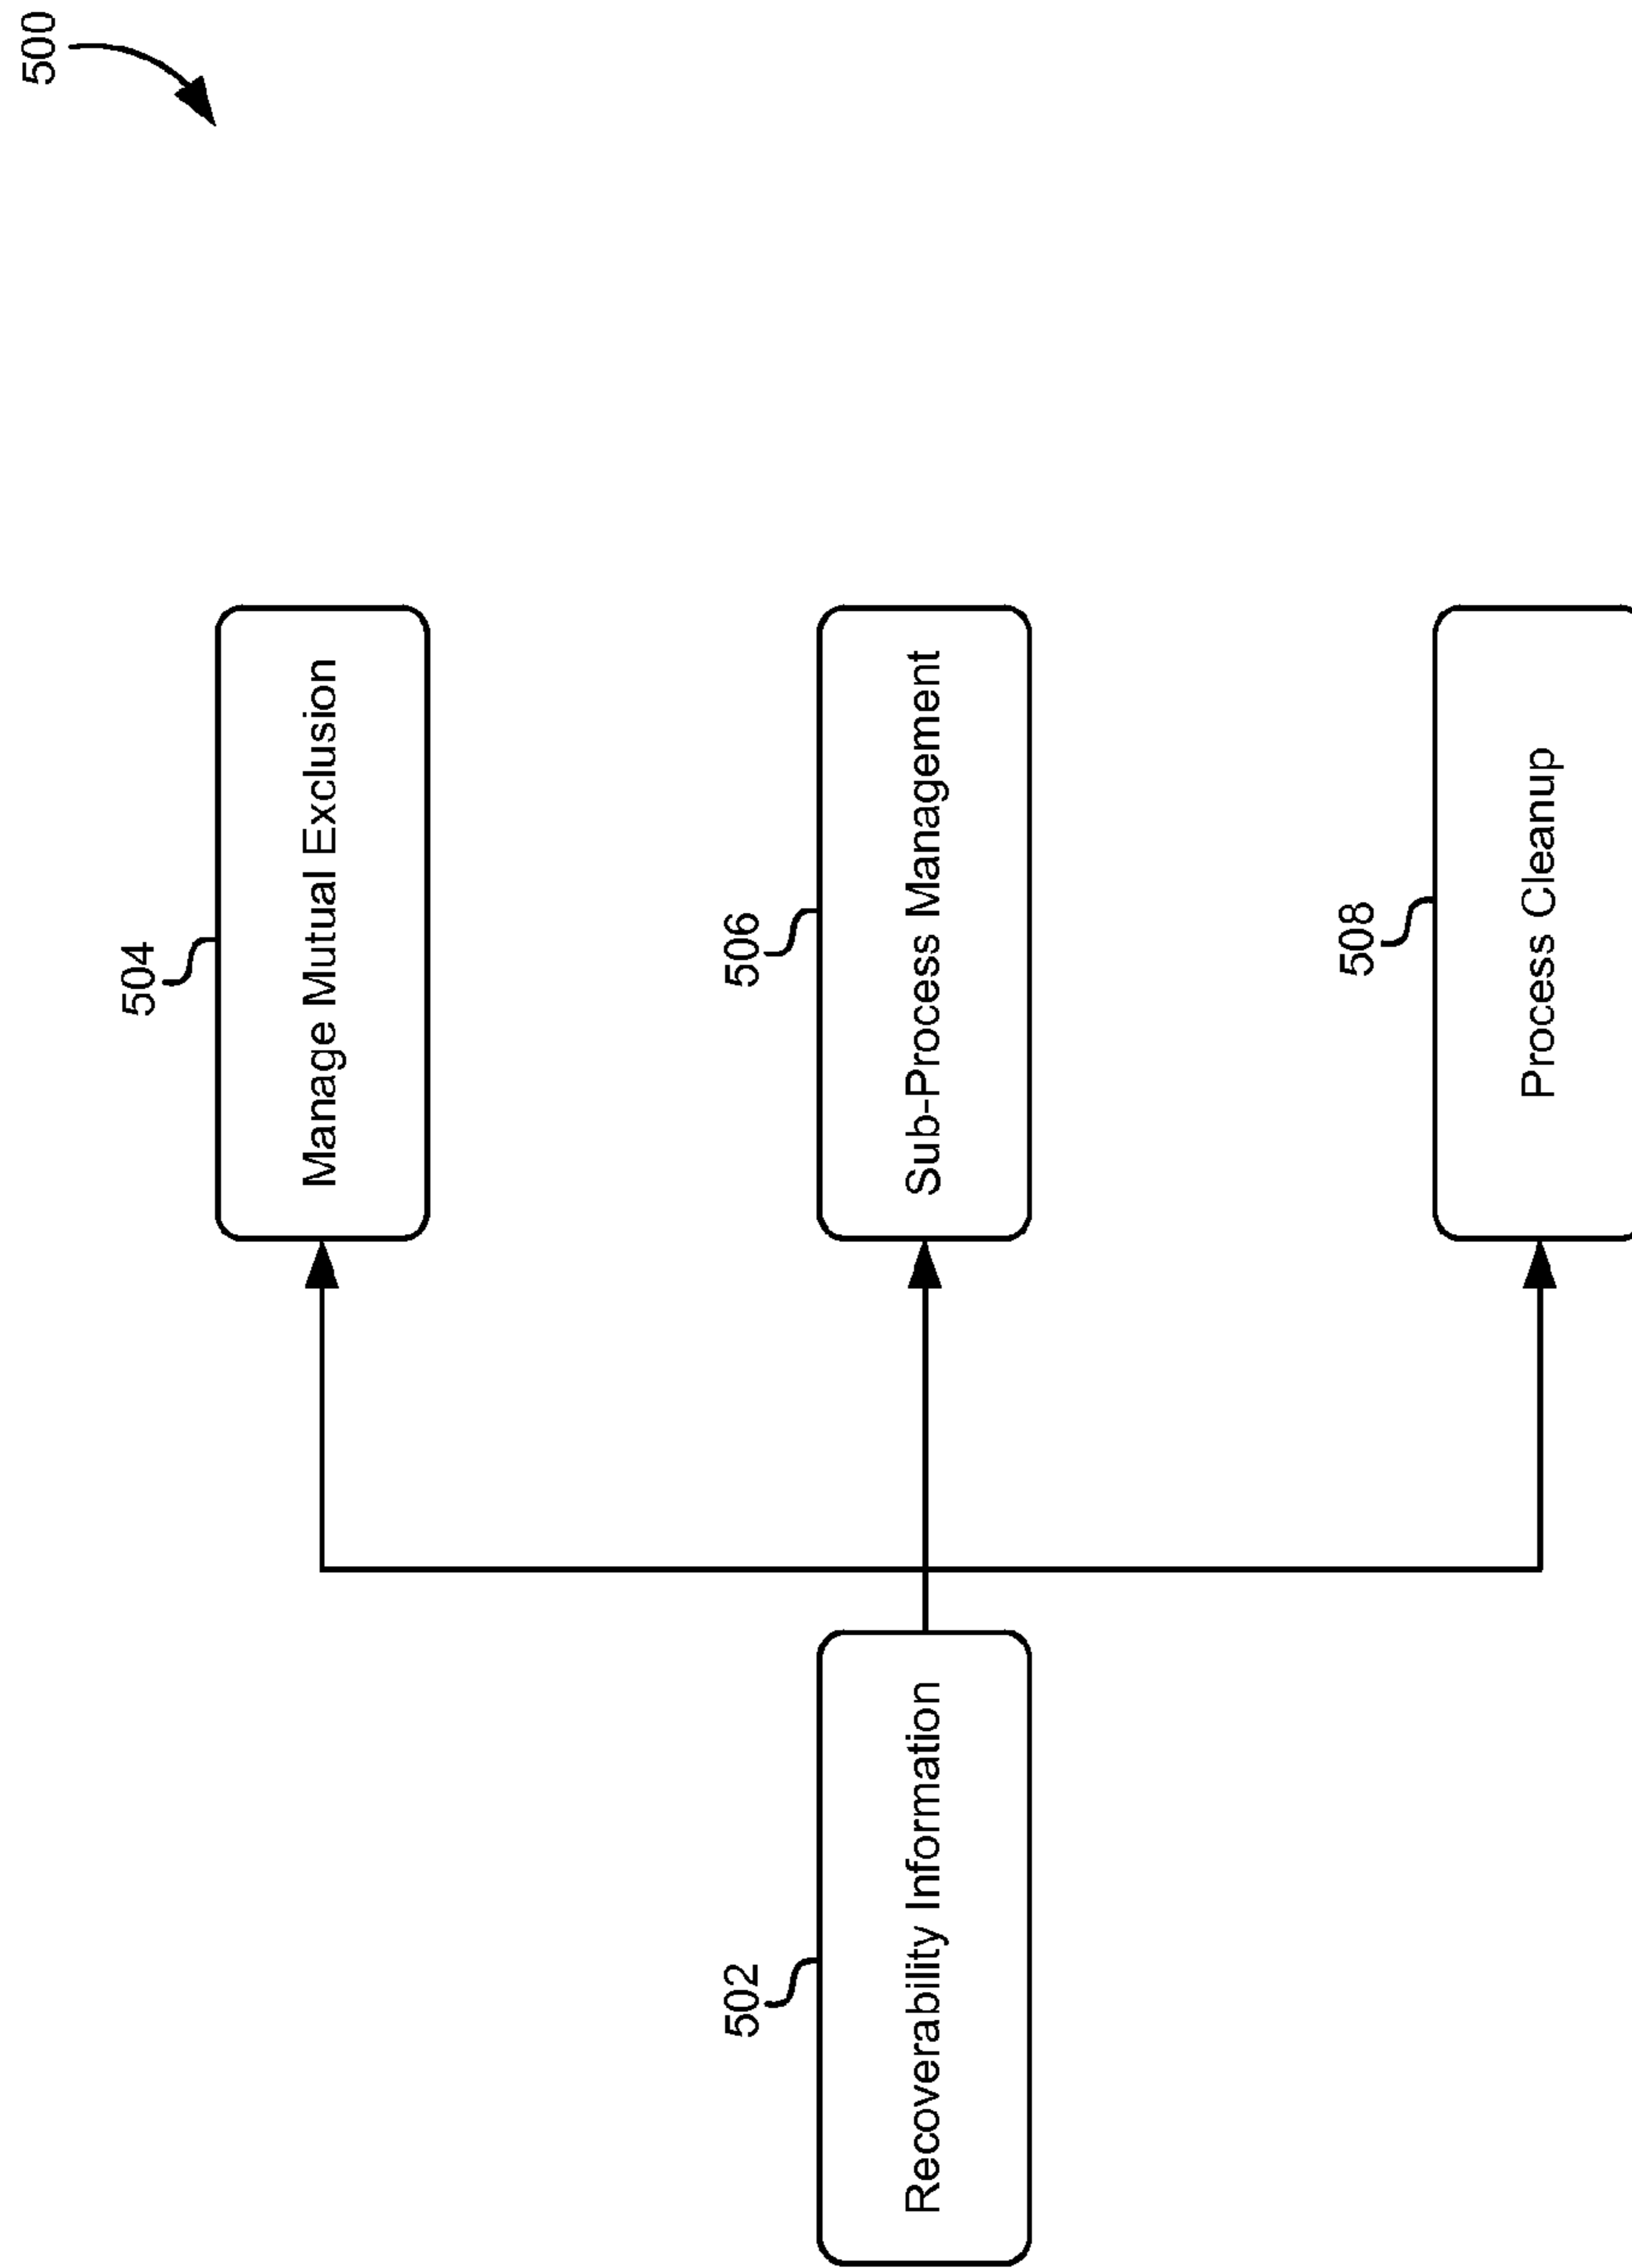 500
504
Manage Mutual Exclusion
502
Recoverability Information
506
Sub-Process Management
508
Process Cleanup